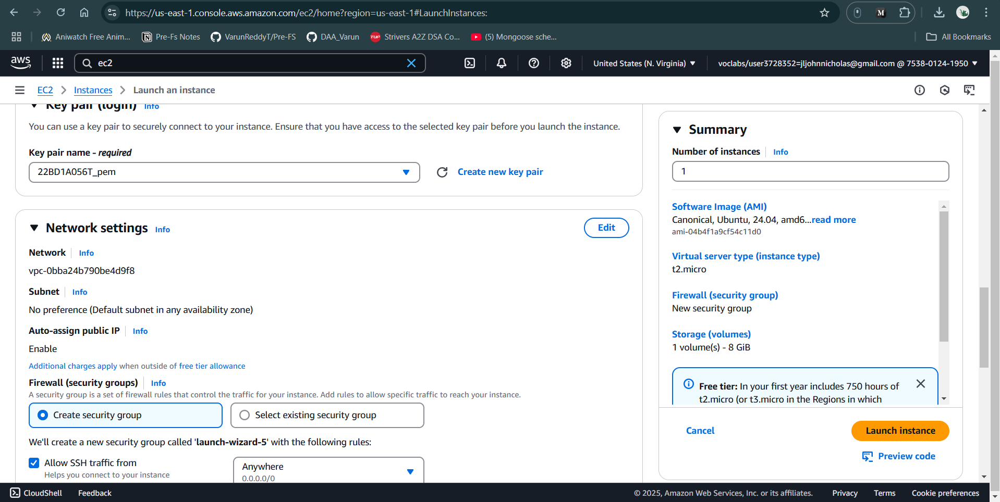 https://us-east-1.console.aws.amazon.com/ec2/home?region=us-east-1#LaunchInstances:
M
Aniwatch Free Anim...
Pre-Fs Notes
VarunReddyT/Pre-FS
DAA_Varun
TUF
Strivers A2Z DSA Co...
(5) Mongoose sche...
All Bookmarks
aws
ec2
United States (N. Virginia)
voclabs/user3728352=jljohnnicholas@gmail.com @ 7538-0124-1950
EC2
Instances
Launch an instance
Key pair (login) Info
You can use a key pair to securely connect to your instance. Ensure that you have access to the selected key pair before you launch the instance.
Key pair name - required
22BD1A056T_pem
Create new key pair
Network settings Info
Edit
Network Info
vpc-0bba24b790be4d9f8
Subnet Info
No preference (Default subnet in any availability zone)
Auto-assign public IP Info
Enable
Additional charges apply when outside of free tier allowance
Firewall (security groups) Info
A security group is a set of firewall rules that control the traffic for your instance. Add rules to allow specific traffic to reach your instance.
Create security group
Select existing security group
We'll create a new security group called 'launch-wizard-5' with the following rules:
Allow SSH traffic from
Helps you connect to your instance
Anywhere
0.0.0.0/0
Summary
Number of instances Info
1
Software Image (AMI)
Canonical, Ubuntu, 24.04, amd6...read more
ami-04b4f1a9cf54c11d0
Virtual server type (instance type)
t2.micro
Firewall (security group)
New security group
Storage (volumes)
1 volume(s) - 8 GiB
Free tier: In your first year includes 750 hours of
t2.micro (or t3.micro in the Regions in which
Cancel
Launch instance
Preview code
CloudShell
Feedback
© 2025, Amazon Web Services, Inc. or its affiliates.
Privacy
Terms
Cookie preferences